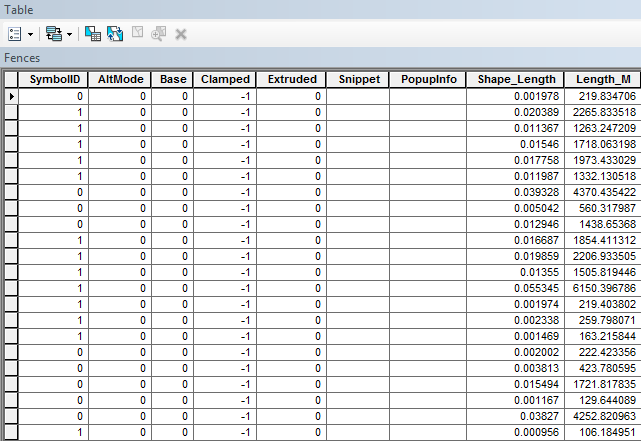 Table
Fences
SymbolID AltMode Base Clamped Extruded Snippet PopupInfo Shape_Length Length_M
0 0 0 -1 0 0.001978 219.834706
1 0 0 -1 0 0.020389 2265.833518
1 0 0 -1 0 0.011367 1263.247209
1 0 0 -1 0 0.01546 1718.063198
1 0 0 -1 0 0.017758 1973.433029
1 0 0 -1 0 0.011987 1332.130518
0 0 0 -1 0 0.039328 4370.435422
0 0 0 -1 0 0.005042 560.317987
0 0 0 -1 0 0.012946 1438.65368
1 0 0 -1 0 0.016687 1854.411312
1 0 0 -1 0 0.019859 2206.933505
1 0 0 -1 0 0.01355 1505.819446
1 0 0 -1 0 0.055345 6150.396786
1 0 0 -1 0 0.001974 219.403802
1 0 0 -1 0 0.002338 259.798071
1 0 0 -1 0 0.001469 163.215844
0 0 0 -1 0 0.002002 222.423356
0 0 0 -1 0 0.003813 423.780595
0 0 0 -1 0 0.015494 1721.817835
0 0 0 -1 0 0.001167 129.644089
0 0 0 -1 0 0.03827 4252.820963
1 0 0 -1 0 0.000956 106.184951